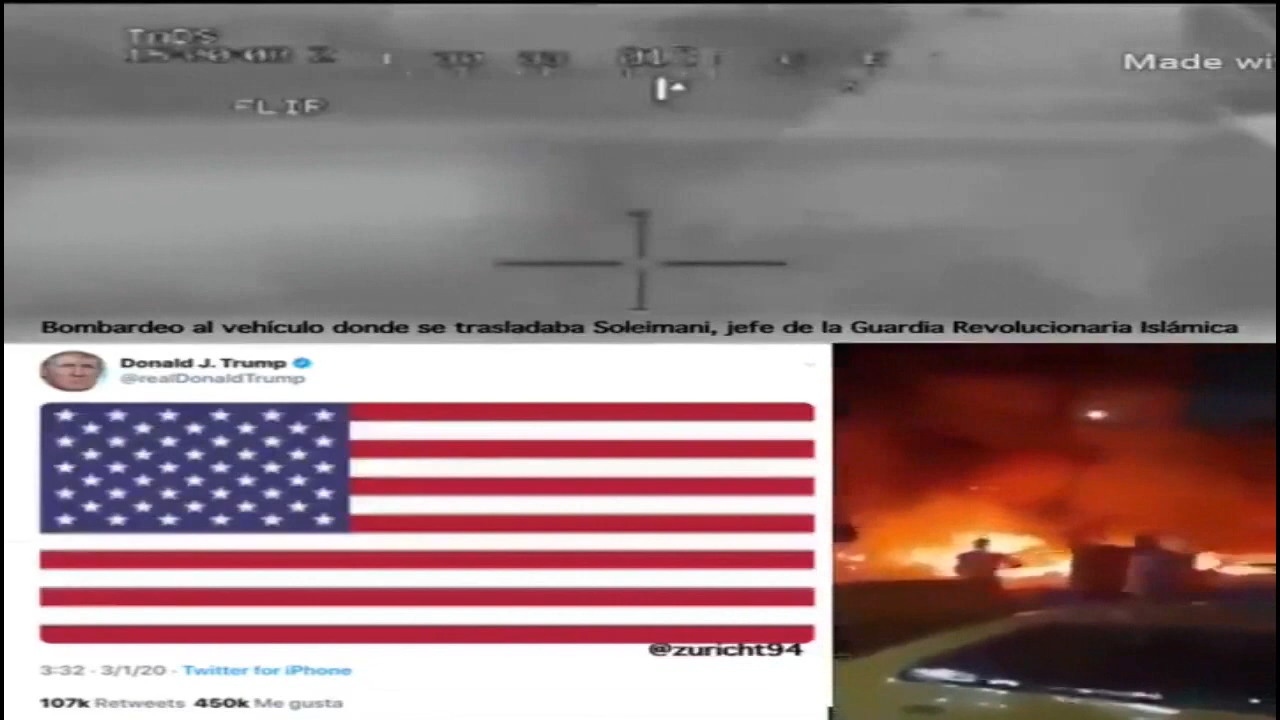 TADS
Made wi
FLIR
Bombardeo al vehículo donde se trasladaba Soleimani, jefe de la Guardia Revolucionaria Islámica
Donald J. Trump
@realDonaldTrump
@zuricht94
3:32 - 3/1/20 - Twitter for iPhone
107k Retweets 450k Me gusta